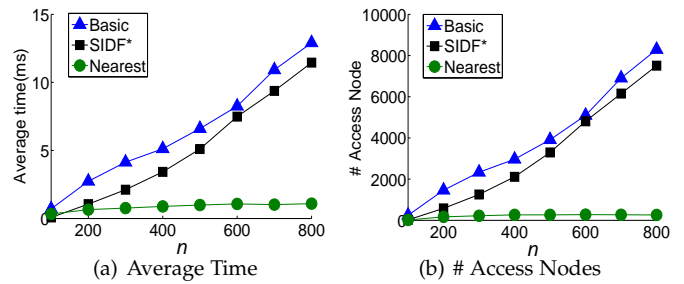 15
10
5
0
Average time(ms)
Basic
SIDF*
Nearest
200 400 600 800
n
(a) Average Time
10000
8000
6000
4000
2000
0
# Access Node
Basic
SIDF*
Nearest
200 400 600 800
n
(b) # Access Nodes